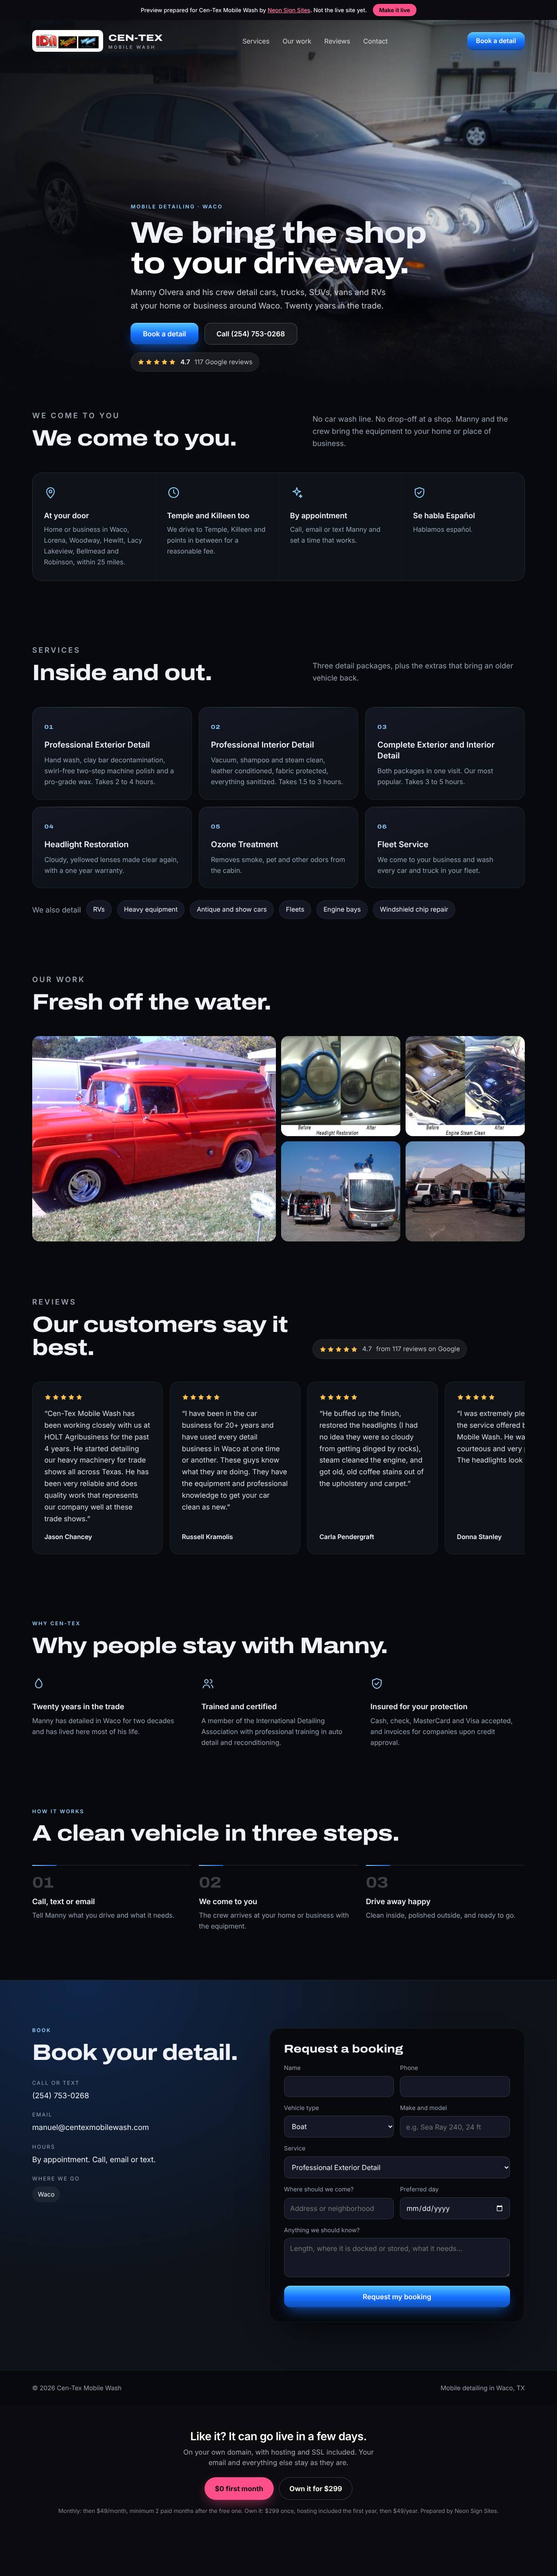 Preview prepared for Cen-Tex Mobile Wash by Neon Sign Sites. Not the live site yet. Make it live
CEN-TEX
MOBILE WASH
Services Our work Reviews Contact
Book a detail
MOBILE DETAILING · WACO
We bring the shop
to your driveway.
Manny Olvera and his crew detail cars, trucks, SUVs, vans and RVs
at your home or business around Waco. Twenty years in the trade.
Book a detail Call (254) 753-0268
★★★★★ 4.7 117 Google reviews
WE COME TO YOU
We come to you.
No car wash line. No drop-off at a shop. Manny and the
crew bring the equipment to your home or place of
business.
At your door
Home or business in Waco,
Lorena, Woodway, Hewitt, Lacy
Lakeview, Bellmead and
Robinson, within 25 miles.
Temple and Killeen too
We drive to Temple, Killeen and
points in between for a
reasonable fee.
By appointment
Call, email or text Manny and
set a time that works.
Se habla Español
Hablamos español.
SERVICES
Inside and out.
Three detail packages, plus the extras that bring an older
vehicle back.
01
Professional Exterior Detail
Hand wash, clay bar decontamination,
swirl-free two-step machine polish and a
pro-grade wax. Takes 2 to 4 hours.
02
Professional Interior Detail
Vacuum, shampoo and steam clean,
leather conditioned, fabric protected,
everything sanitized. Takes 1.5 to 3 hours.
03
Complete Exterior and Interior
Detail
Both packages in one visit. Our most
popular. Takes 3 to 5 hours.
04
Headlight Restoration
Cloudy, yellowed lenses made clear again,
with a one year warranty.
05
Ozone Treatment
Removes smoke, pet and other odors from
the cabin.
06
Fleet Service
We come to your business and wash
every car and truck in your fleet.
We also detail RVs Heavy equipment Antique and show cars Fleets Engine bays Windshield chip repair
OUR WORK
Fresh off the water.
Before After
Headlight Restoration
Before After
Engine Steam Clean
REVIEWS
Our customers say it
best.
★★★★★ 4.7 from 117 reviews on Google
★★★★★
“Cen-Tex Mobile Wash has
been working closely with us at
HOLT Agribusiness for the past
4 years. He started detailing
our heavy machinery for trade
shows all across Texas. He has
been very reliable and does
quality work that represents
our company well at these
trade shows.”
Jason Chancey
★★★★★
“I have been in the car
business for 20+ years and
have used every detail
business in Waco at one time
or another. These guys know
what they are doing. They have
the equipment and professional
knowledge to get your car
clean as new.”
Russell Kramolis
★★★★★
“He buffed up the finish,
restored the headlights (I had
no idea they were so cloudy
from getting dinged by rocks),
steam cleaned the engine, and
got old, old coffee stains out of
the upholstery and carpet.”
Carla Pendergraft
★★★★★
“I was extremely ple
the service offered b
Mobile Wash. He wa
courteous and very
The headlights look
Donna Stanley
WHY CEN-TEX
Why people stay with Manny.
Twenty years in the trade
Manny has detailed in Waco for two decades
and has lived here most of his life.
Trained and certified
A member of the International Detailing
Association with professional training in auto
detail and reconditioning.
Insured for your protection
Cash, check, MasterCard and Visa accepted,
and invoices for companies upon credit
approval.
HOW IT WORKS
A clean vehicle in three steps.
01
Call, text or email
Tell Manny what you drive and what it needs.
02
We come to you
The crew arrives at your home or business with
the equipment.
03
Drive away happy
Clean inside, polished outside, and ready to go.
BOOK
Book your detail.
CALL OR TEXT
(254) 753-0268
EMAIL
manuel@centexmobilewash.com
HOURS
By appointment. Call, email or text.
WHERE WE GO
Waco
Request a booking
Name Phone
Vehicle type Make and model
Boat e.g. Sea Ray 240, 24 ft
Service
Professional Exterior Detail
Where should we come? Preferred day
Address or neighborhood mm/dd/yyyy
Anything we should know?
Length, where it is docked or stored, what it needs...
Request my booking
© 2026 Cen-Tex Mobile Wash
Mobile detailing in Waco, TX
Like it? It can go live in a few days.
On your own domain, with hosting and SSL included. Your
email and everything else stay as they are.
$0 first month Own it for $299
Monthly: then $49/month, minimum 2 paid months after the free one. Own it: $299 once, hosting included the first year, then $49/year. Prepared by Neon Sign Sites.